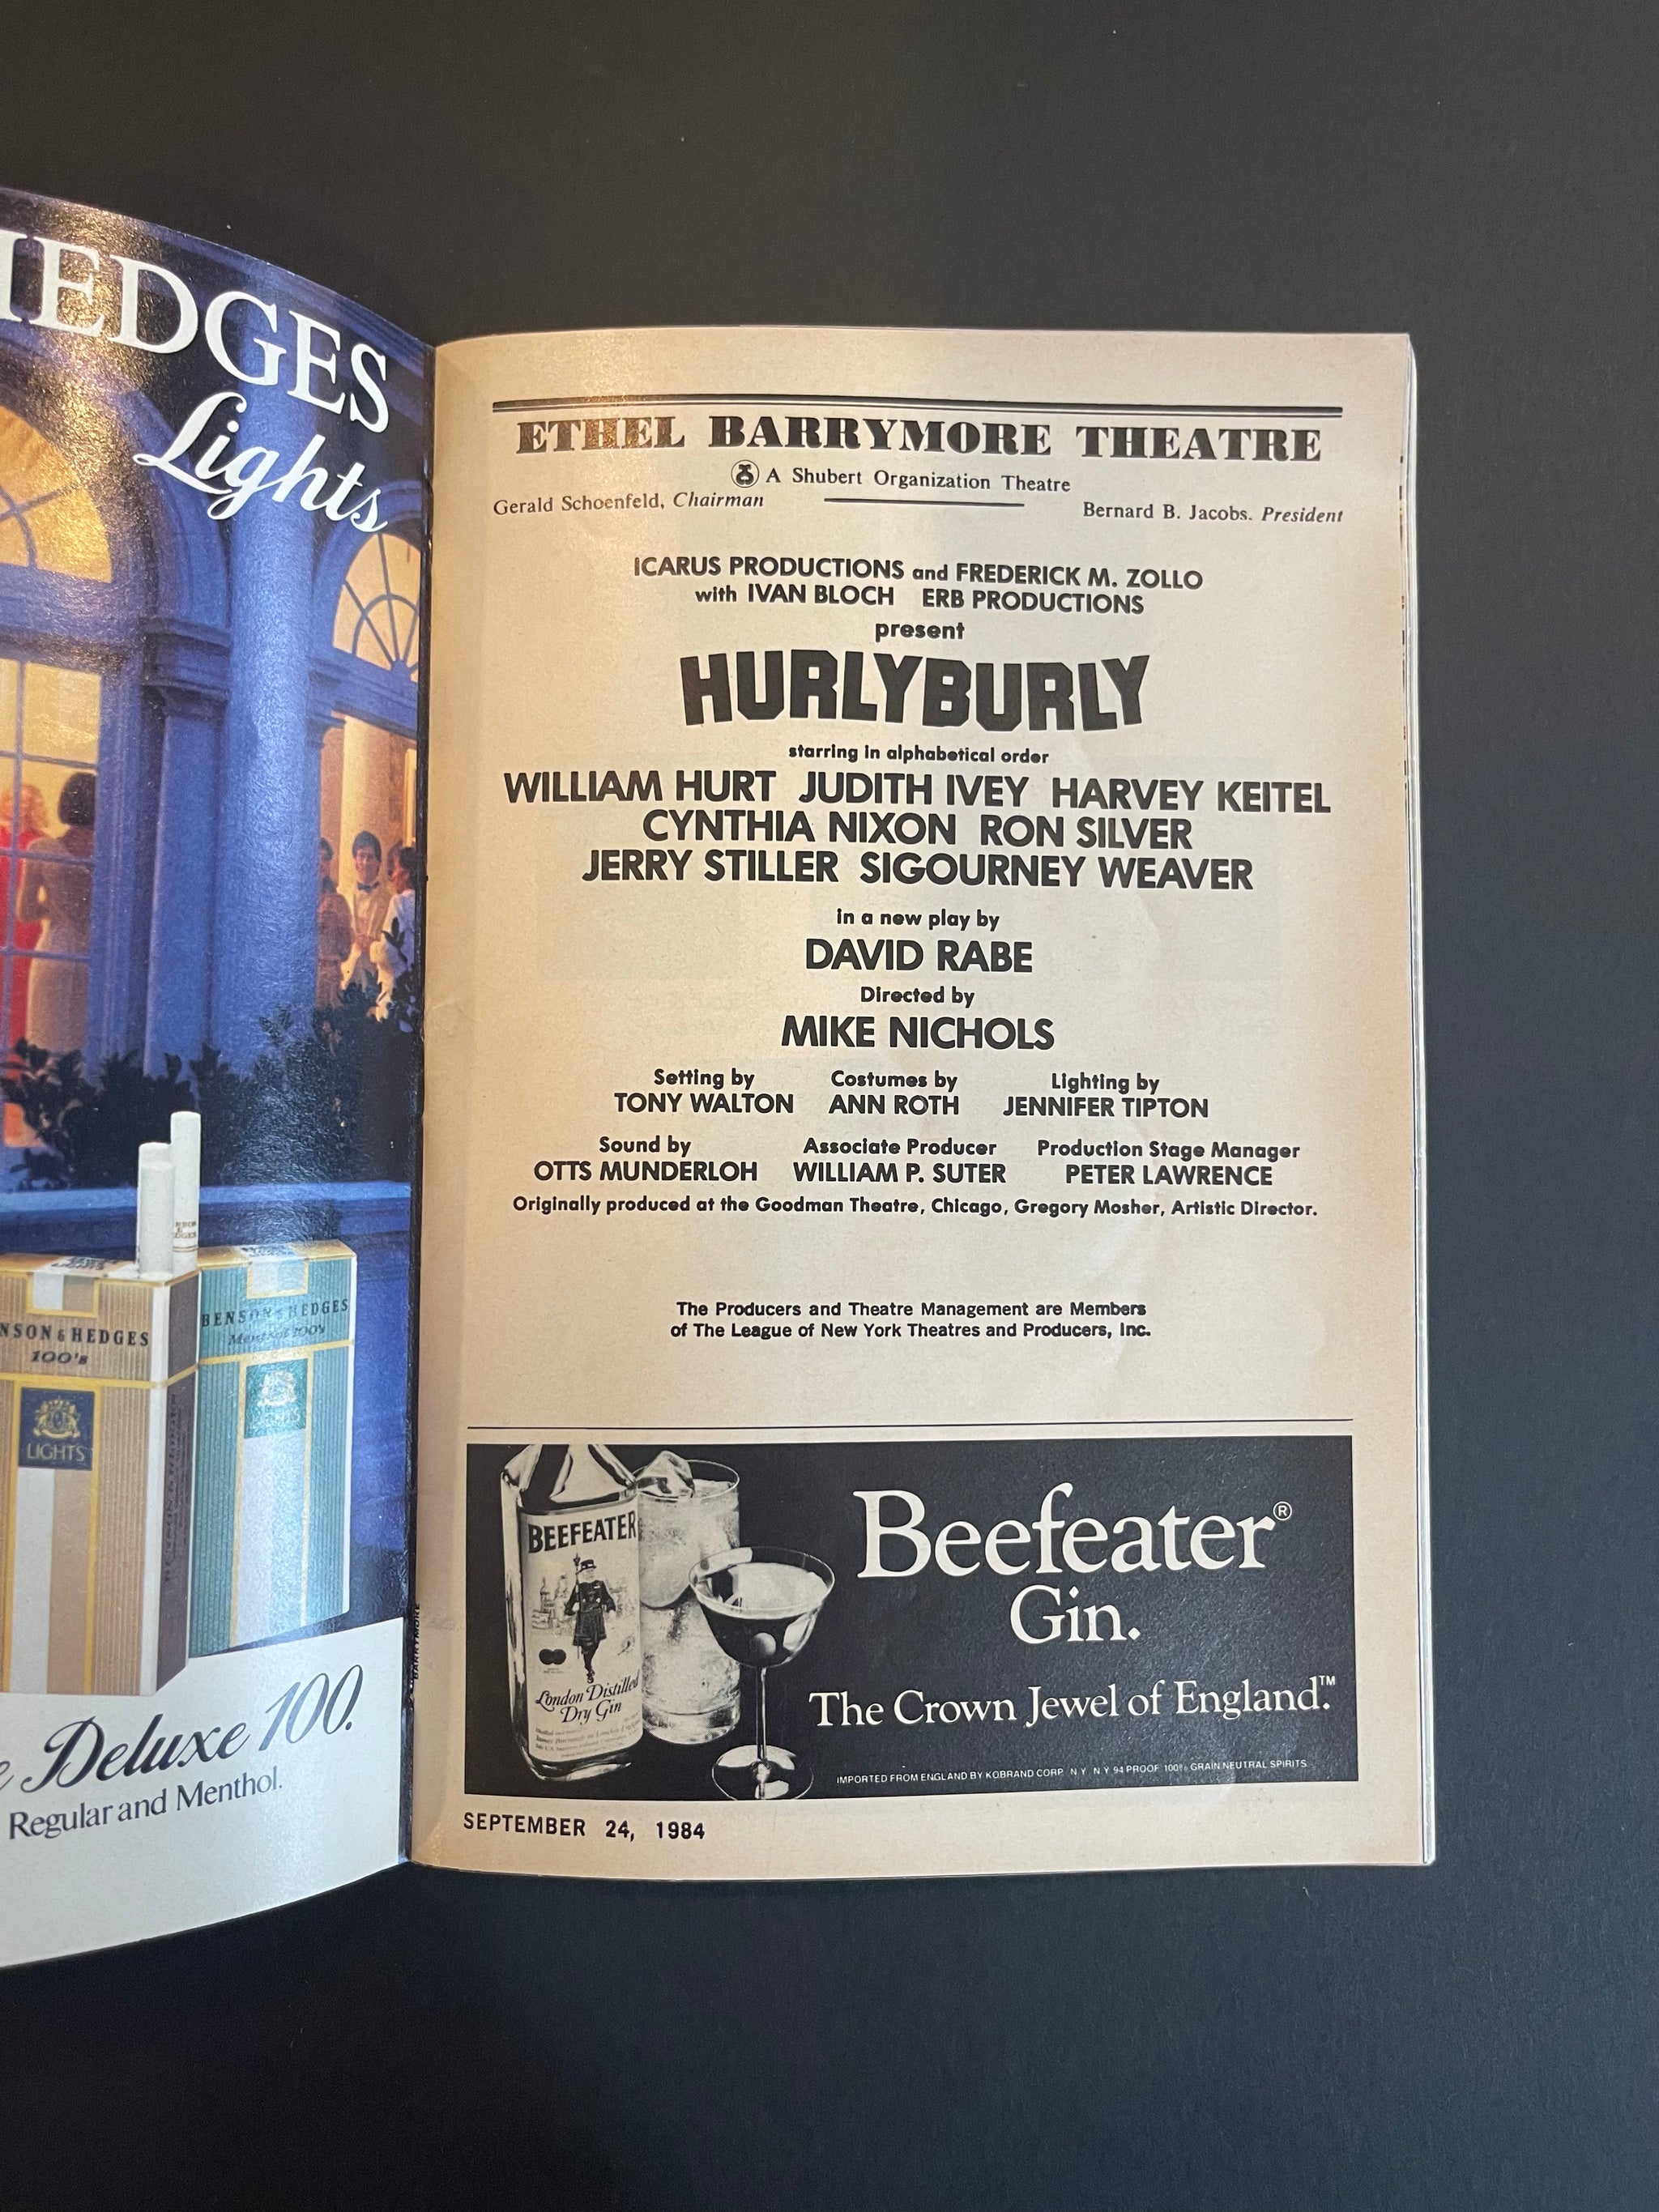 HEDGES
Lights
BENSON & HEDGES
NSON & HEDGES
Menthol 100's
100's
LIGHTS
Deluxe 100.
Regular and Menthol.
BARRYMORE
ETHEL BARRYMORE THEATRE
A Shubert Organization Theatre
Gerald Schoenfeld, Chairman Bernard B. Jacobs. President
ICARUS PRODUCTIONS and FREDERICK M. ZOLLO
with IVAN BLOCH ERB PRODUCTIONS
present
HURLYBURLY
starring in alphabetical order
WILLIAM HURT JUDITH IVEY HARVEY KEITEL
CYNTHIA NIXON RON SILVER
JERRY STILLER SIGOURNEY WEAVER
in a new play by
DAVID RABE
Directed by
MIKE NICHOLS
Setting by Costumes by Lighting by
TONY WALTON ANN ROTH JENNIFER TIPTON
Sound by Associate Producer Production Stage Manager
OTTS MUNDERLOH WILLIAM P. SUTER PETER LAWRENCE
Originally produced at the Goodman Theatre, Chicago, Gregory Mosher, Artistic Director.
The Producers and Theatre Management are Members
of The League of New York Theatres and Producers, Inc.
BEEFEATER
London Distilled
Dry Gin
Beefeater®
Gin.
The Crown Jewel of England.™
IMPORTED FROM ENGLAND BY KOBRAND CORP. N.Y. N.Y. 94 PROOF. 100% GRAIN NEUTRAL SPIRITS
SEPTEMBER 24, 1984